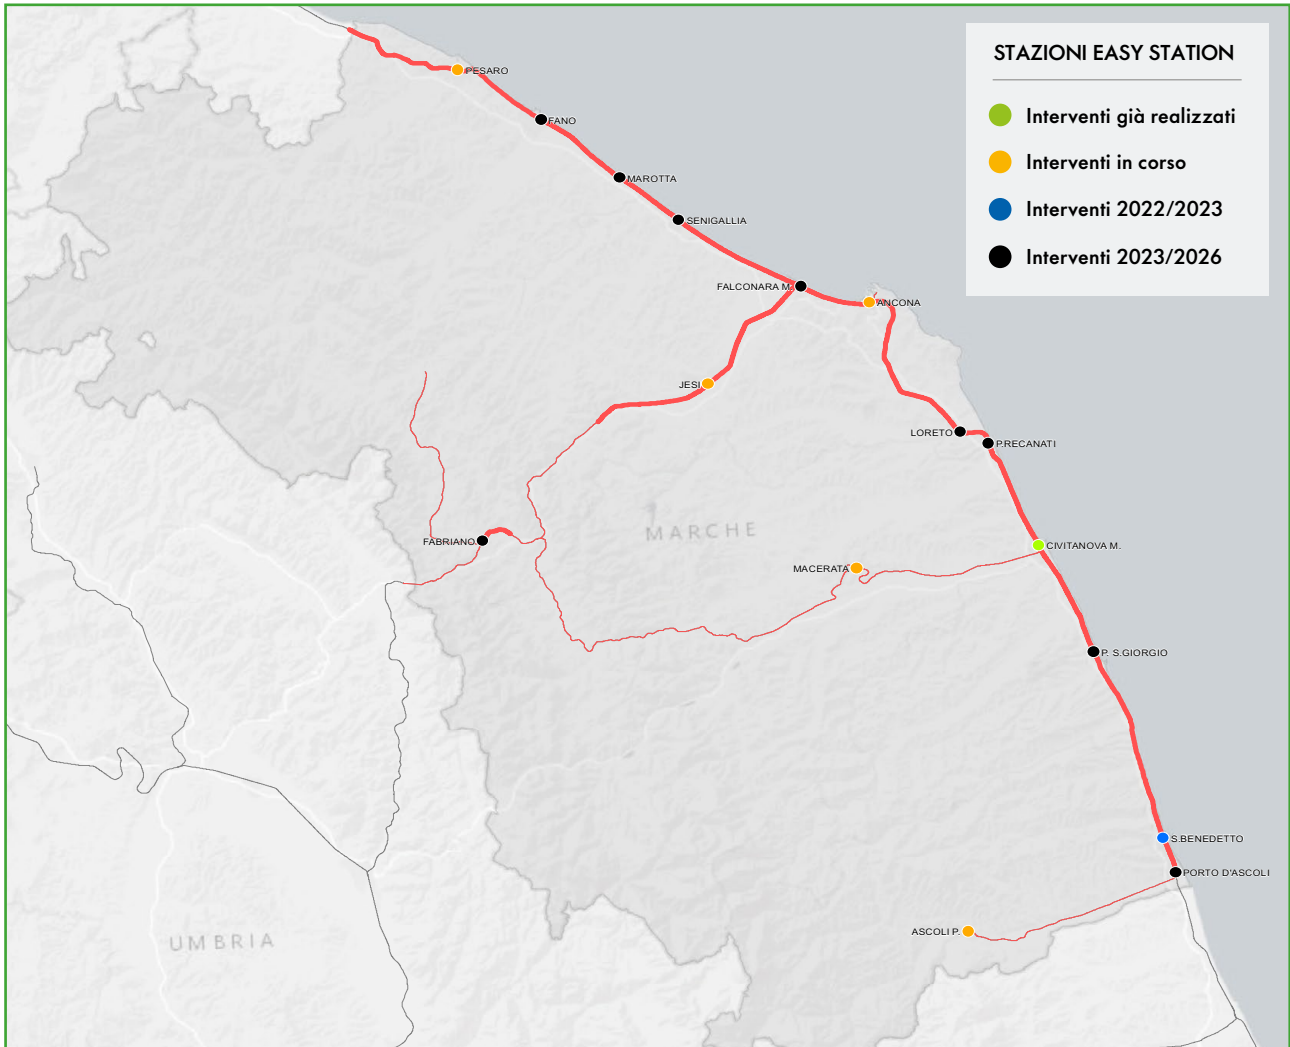 STAZIONI EASY STATION
Interventi già realizzati
Interventi in corso
Interventi 2022/2023
Interventi 2023/2026
PESARO
FANO
MAROTTA
SENIGALLIA
FALCONARA M.
ANCONA
JESI
LORETO
P.RECANATI
MARCHE
FABRIANO
CIVITANOVA M.
MACERATA
P. S.GIORGIO
S.BENEDETTO
PORTO D'ASCOLI
ASCOLI P.
UMBRIA